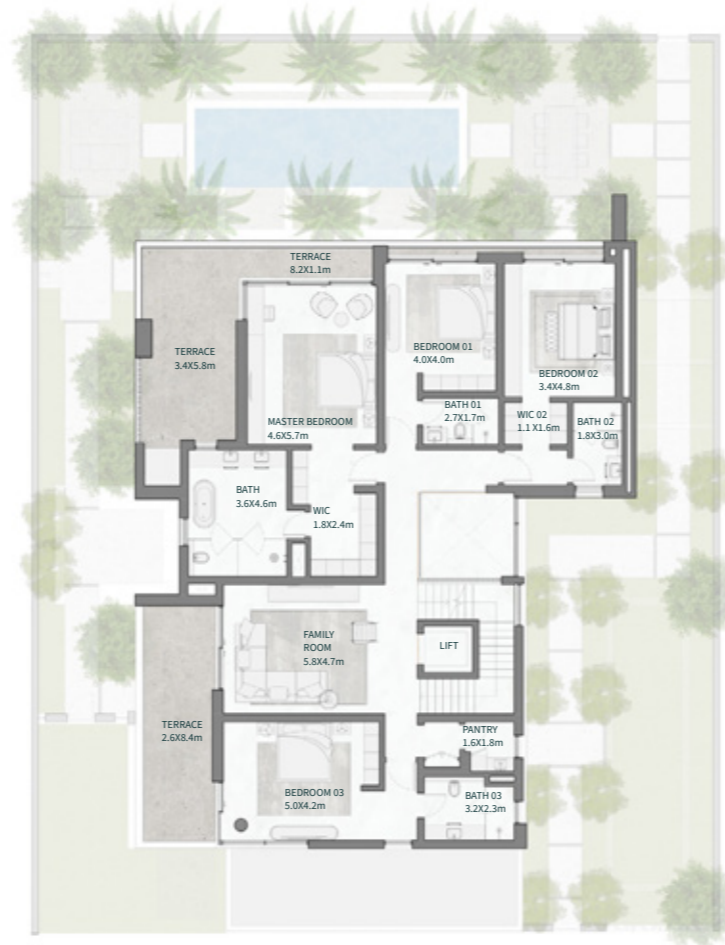 TERRACE
8.2X1.1m
TERRACE
3.4X5.8m
BEDROOM 01
4.0X4.0m
BEDROOM 02
3.4X4.8m
MASTER BEDROOM
4.6X5.7m
BATH 01
2.7X1.7m
WIC 02
1.1 X1.6m
BATH 02
1.8X3.0m
BATH
3.6X4.6m
WIC
1.8X2.4m
FAMILY
ROOM
5.8X4.7m
LIFT
TERRACE
2.6X8.4m
PANTRY
1.6X1.8m
BEDROOM 03
5.0X4.2m
BATH 03
3.2X2.3m